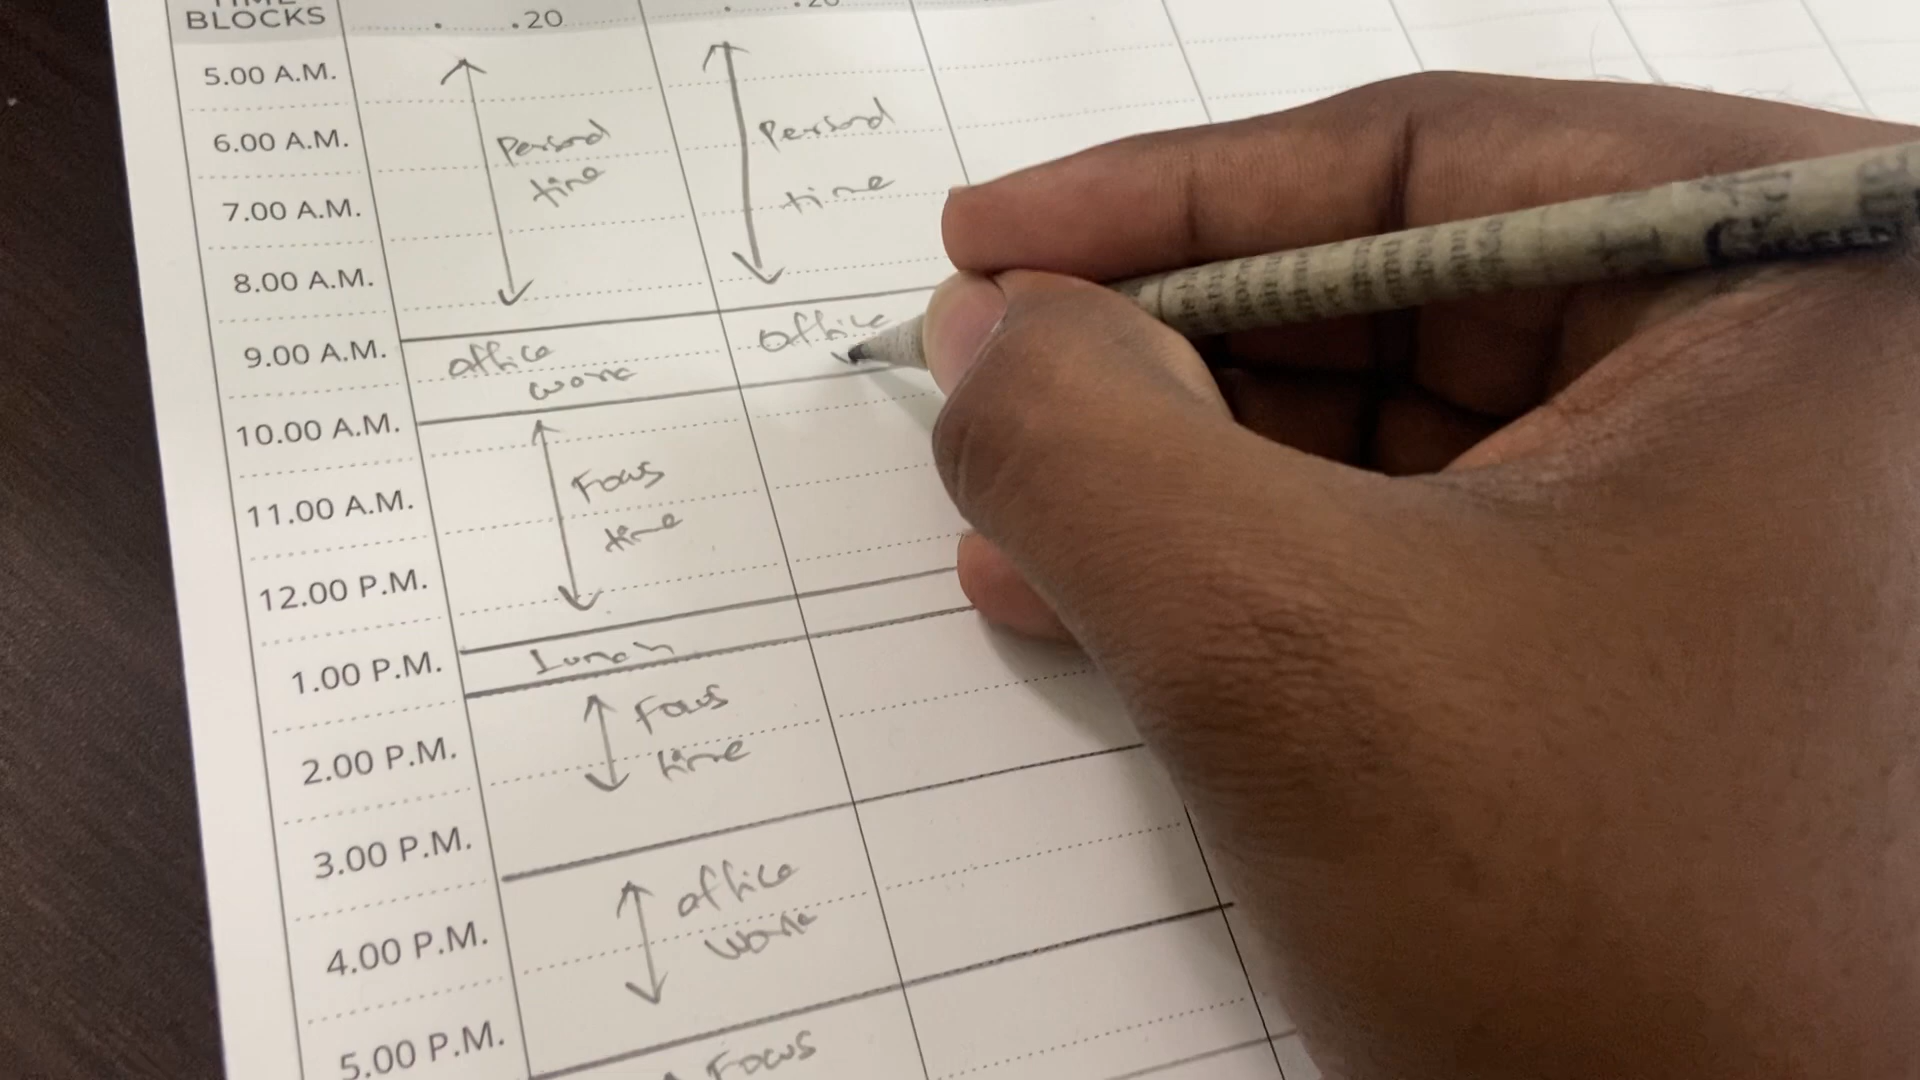 TIME
BLOCKS
. .20 . .20
5.00 A.M.
6.00 A.M.
7.00 A.M.
8.00 A.M.
9.00 A.M.
10.00 A.M.
11.00 A.M.
12.00 P.M.
1.00 P.M.
2.00 P.M.
3.00 P.M.
4.00 P.M.
5.00 P.M.
Personal
time
office
work
Focus
time
Lunch
Focus
time
office
work
Focus
Personal
time
office